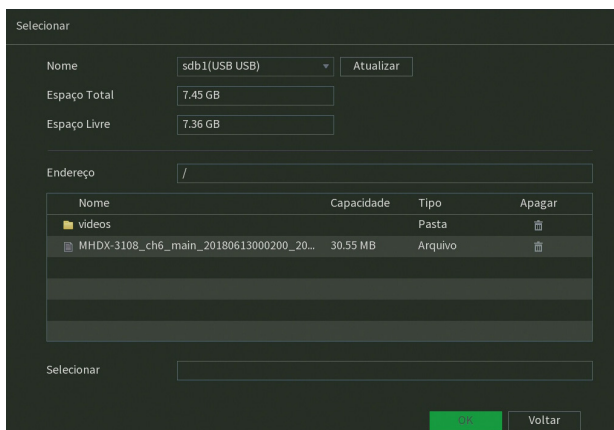 Selecionar
Nome sdb1(USB USB) Atualizar
Espaço Total 7.45 GB
Espaço Livre 7.36 GB
Endereço /
Nome Capacidade Tipo Apagar
videos Pasta
MHDX-3108_ch6_main_20180613000200_20... 30.55 MB Arquivo
Selecionar
OK Voltar